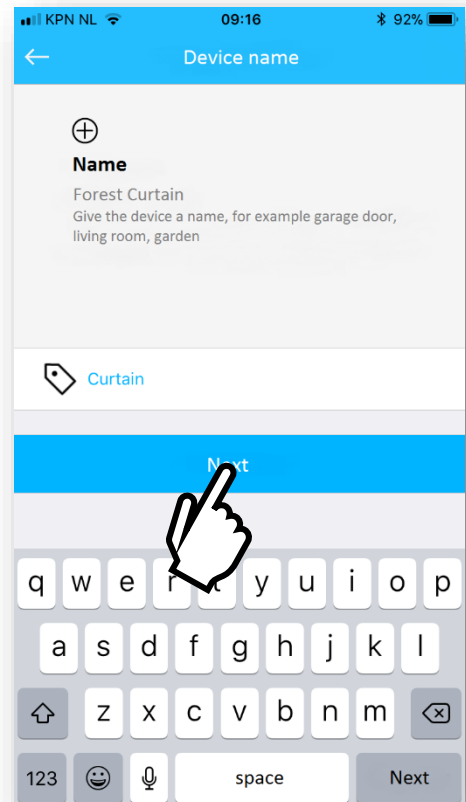 KPN NL 09:16 92%
Device name
Name
Forest Curtain
Give the device a name, for example garage door,
living room, garden
Curtain
Next
q w e r t y u i o p
a s d f g h j k l
z x c v b n m
123 space Next